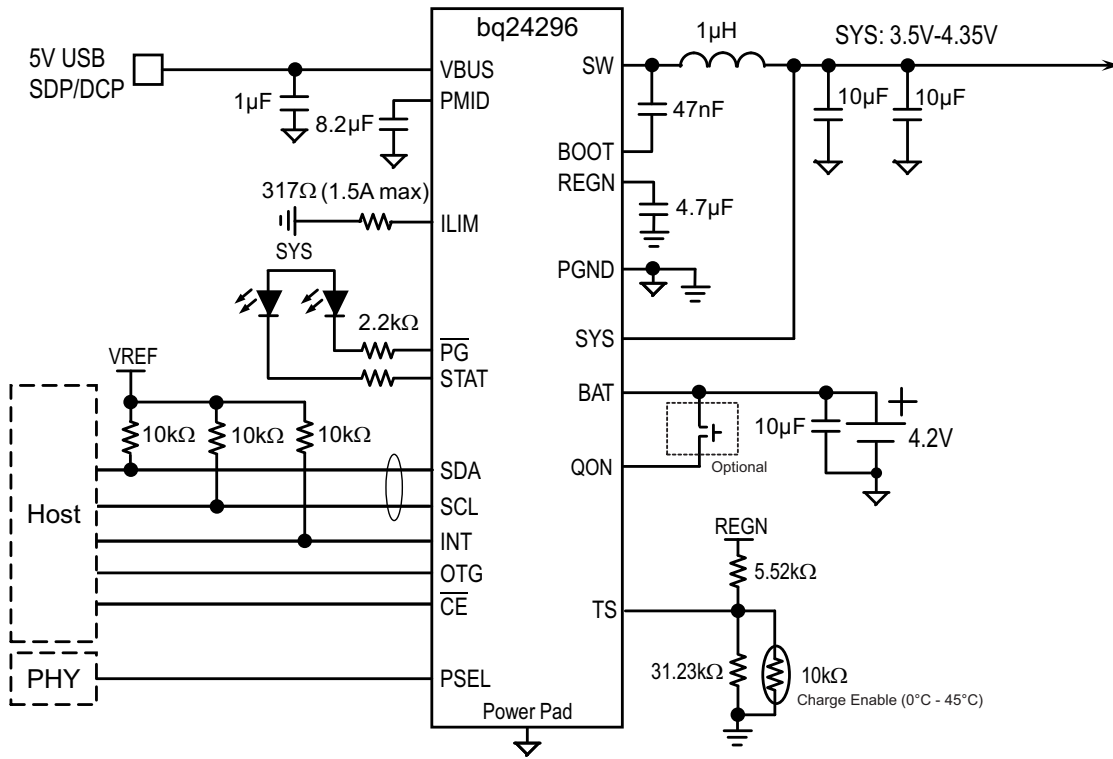 bq24296
5V USB
SDP/DCP
VBUS
PMID
1µF
8.2µF
317Ω (1.5A max)
ILIM
SYS
2.2kΩ
PG
STAT
VREF
10kΩ
10kΩ
10kΩ
Host
SDA
SCL
INT
OTG
CE
PHY
PSEL
Power Pad
SW
1µH
SYS: 3.5V-4.35V
47nF
10µF
10µF
BOOT
REGN
4.7µF
PGND
SYS
BAT
10µF
4.2V
Optional
QON
REGN
5.52kΩ
TS
31.23kΩ
10kΩ
Charge Enable (0°C - 45°C)